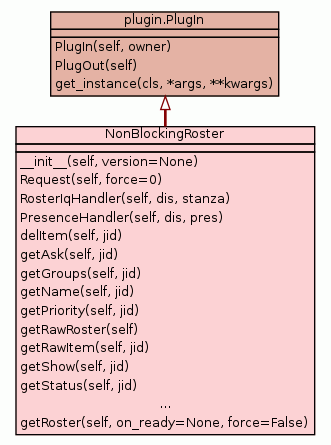 plugin.PlugIn
PlugIn(self, owner)
PlugOut(self)
get_instance(cls, *args, **kwargs)
NonBlockingRoster
__init__(self, version=None)
Request(self, force=0)
RosterIqHandler(self, dis, stanza)
PresenceHandler(self, dis, pres)
delItem(self, jid)
getAsk(self, jid)
getGroups(self, jid)
getName(self, jid)
getPriority(self, jid)
getRawRoster(self)
getRawItem(self, jid)
getShow(self, jid)
getStatus(self, jid)
...
getRoster(self, on_ready=None, force=False)